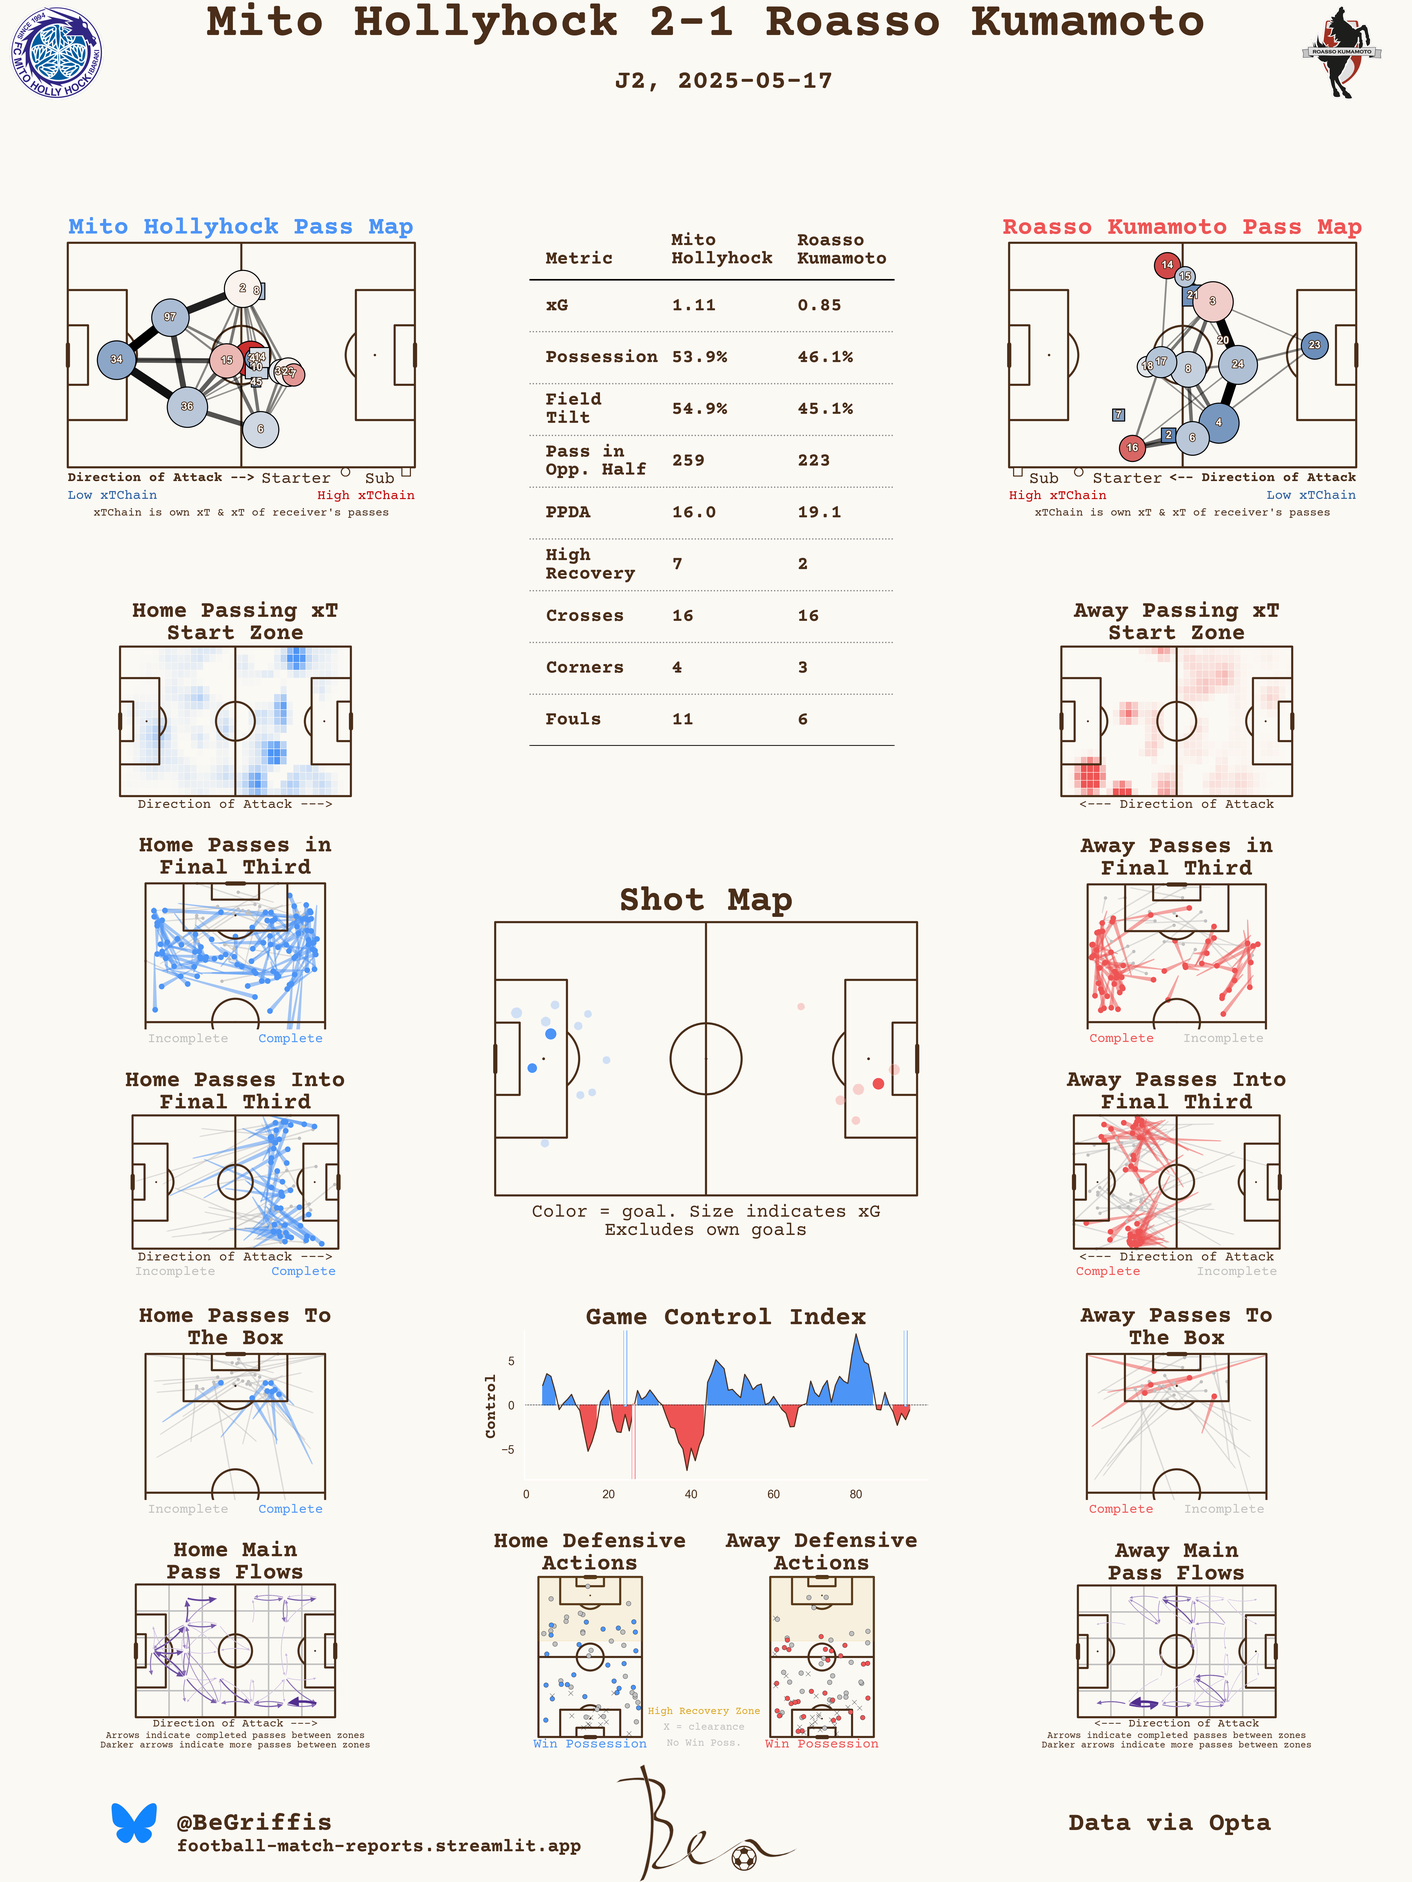 Mito Hollyhock 2-1 Roasso Kumamoto
J2, 2025-05-17
SINCE 1994
FC MITO HOLLY HOCK
IBARAKI
ROASSO KUMAMOTO
Mito Hollyhock Pass Map
2
8
97
34
15
14
10
45
7
36
6
Direction of Attack --> Starter Sub
Low xTChain High xTChain
xTChain is own xT & xT of receiver's passes
Metric Mito Hollyhock Roasso Kumamoto
xG 1.11 0.85
Possession 53.9% 46.1%
Field Tilt 54.9% 45.1%
Pass in Opp. Half 259 223
PPDA 16.0 19.1
High Recovery 7 2
Crosses 16 16
Corners 4 3
Fouls 11 6
Roasso Kumamoto Pass Map
14
15
21
3
20
23
18
17
8
24
7
4
2
6
16
Sub Starter <-- Direction of Attack
High xTChain Low xTChain
xTChain is own xT & xT of receiver's passes
Home Passing xT
Start Zone
Direction of Attack --->
Away Passing xT
Start Zone
<--- Direction of Attack
Home Passes in
Final Third
Incomplete Complete
Away Passes in
Final Third
Complete Incomplete
Shot Map
Color = goal. Size indicates xG
Excludes own goals
Home Passes Into
Final Third
Direction of Attack --->
Incomplete Complete
Away Passes Into
Final Third
<--- Direction of Attack
Complete Incomplete
Home Passes To
The Box
Incomplete Complete
Game Control Index
Control
5
0
−5
0 20 40 60 80
Away Passes To
The Box
Complete Incomplete
Home Main
Pass Flows
Direction of Attack --->
Arrows indicate completed passes between zones
Darker arrows indicate more passes between zones
Home Defensive
Actions
Win Possession
High Recovery Zone
X = clearance
No Win Poss.
Away Defensive
Actions
Win Possession
Away Main
Pass Flows
<--- Direction of Attack
Arrows indicate completed passes between zones
Darker arrows indicate more passes between zones
@BeGriffis
football-match-reports.streamlit.app
Ben
Data via Opta